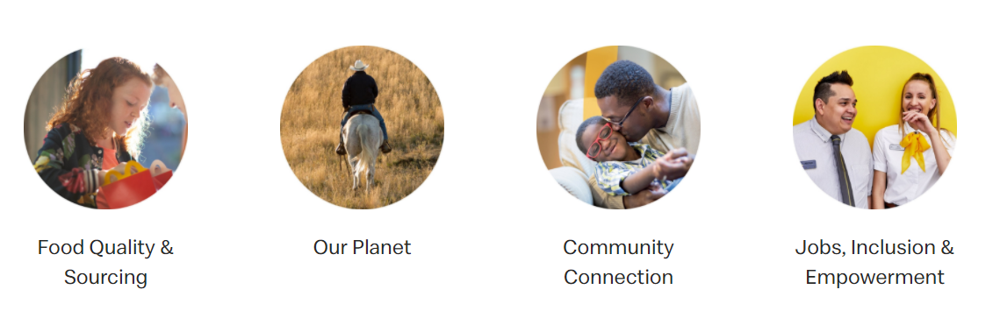 Food Quality &
Sourcing
Our Planet
Community
Connection
Jobs, Inclusion &
Empowerment